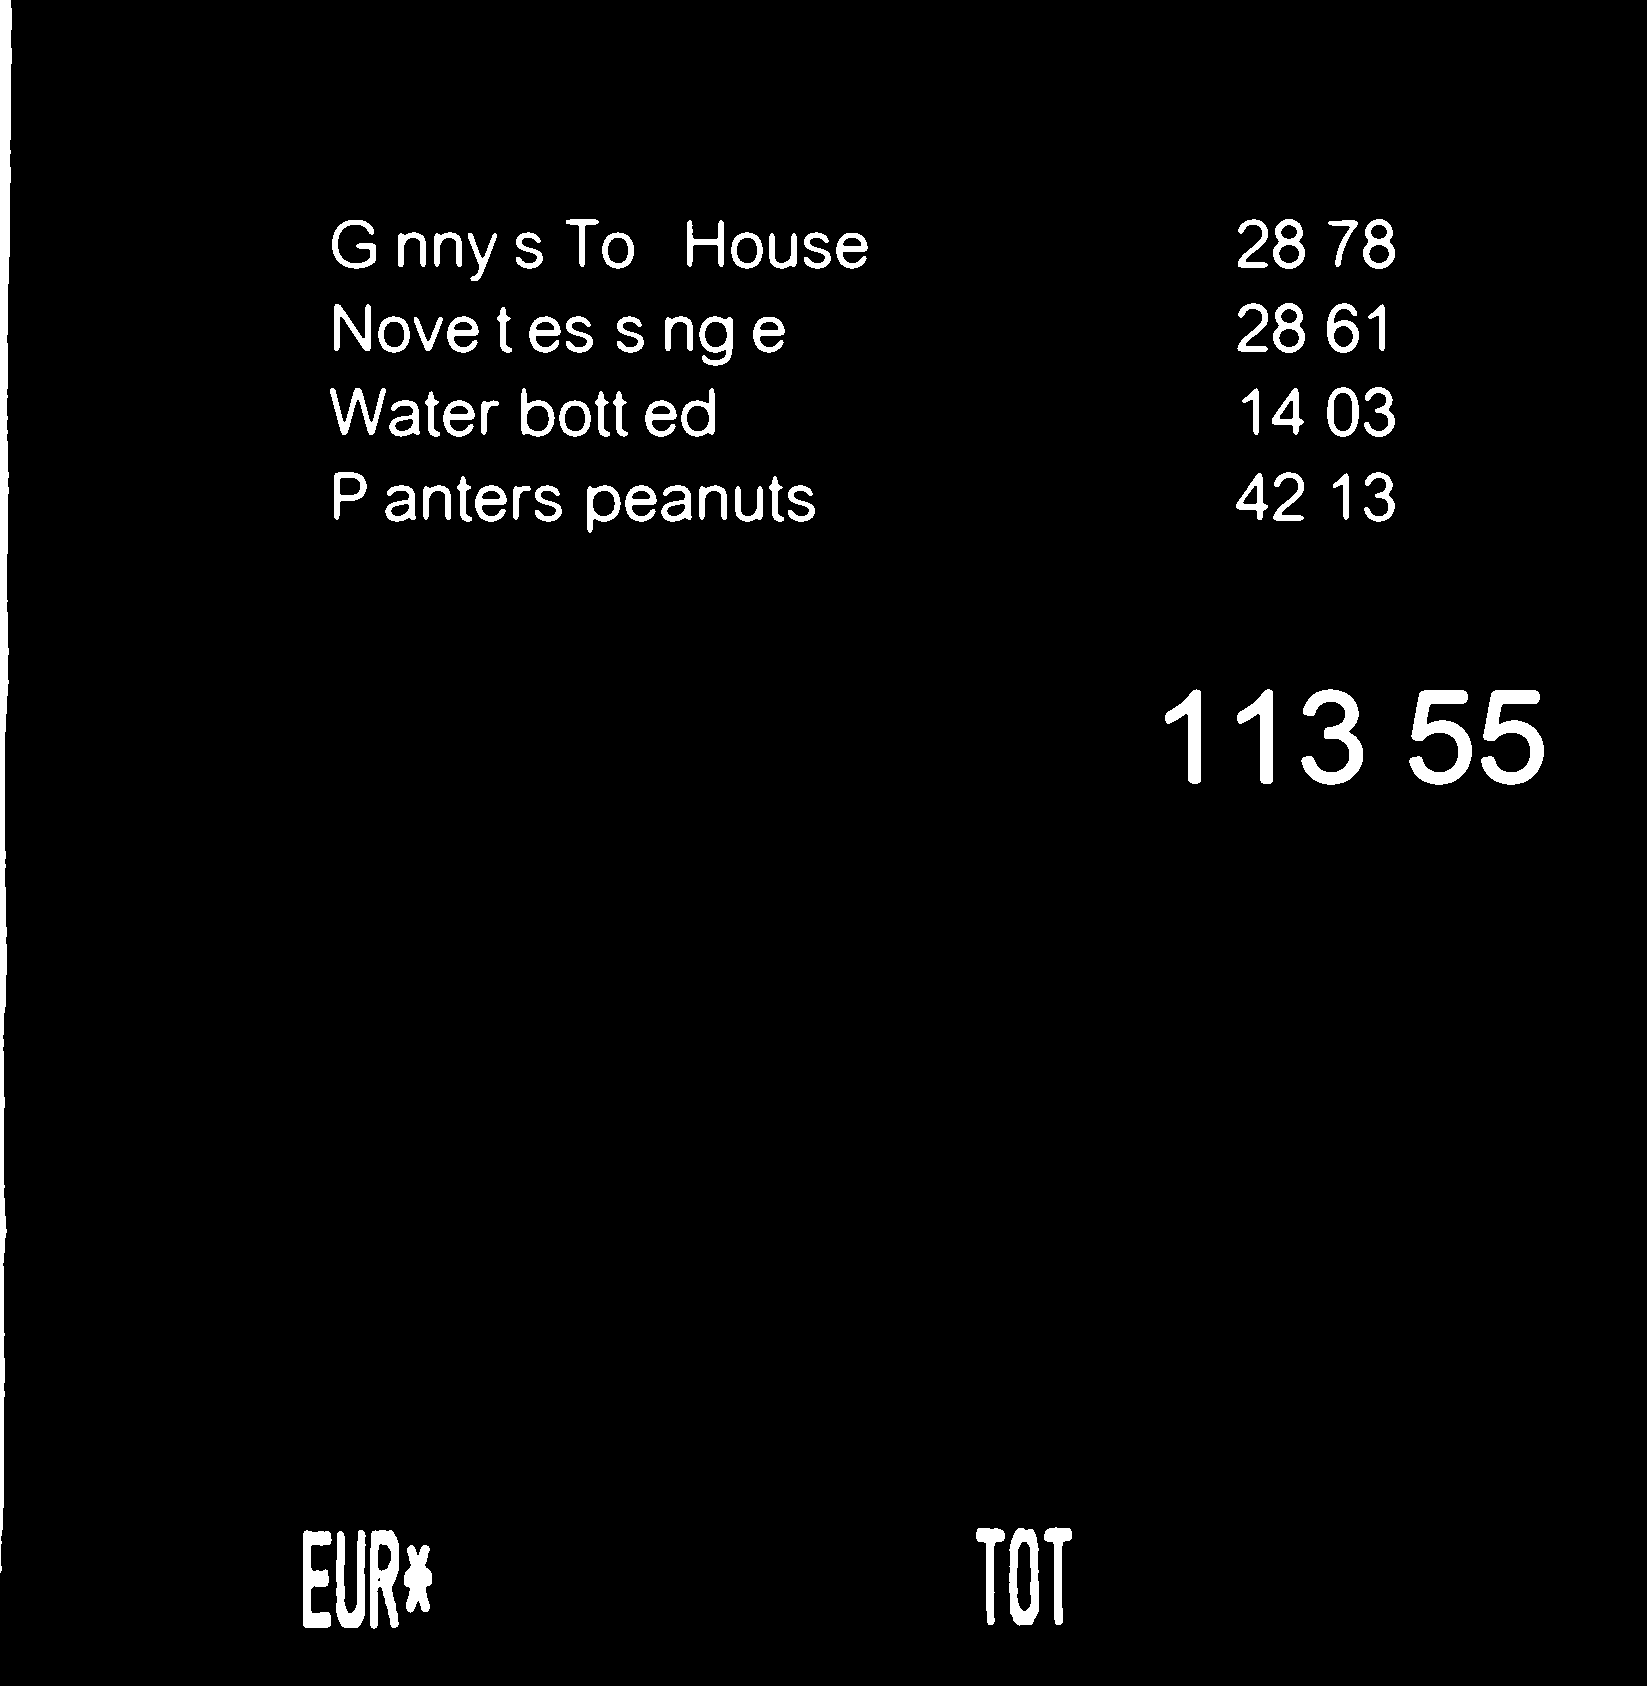 G nny s To House 28 78
Nove t es s ng e 28 61
Water bott ed 14 03
P anters peanuts 42 13
113 55
EUR* TOT